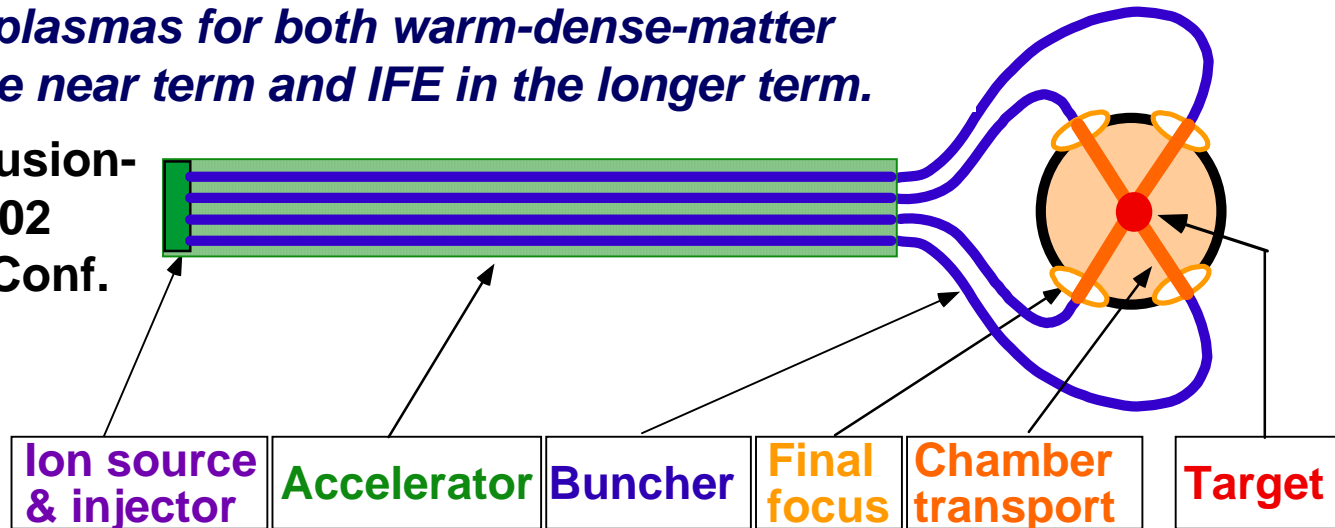 plasmas for both warm-dense-matter
e near term and IFE in the longer term.
usion-
02
Conf.
Ion source
& injector
Accelerator
Buncher
Final
focus
Chamber
transport
Target